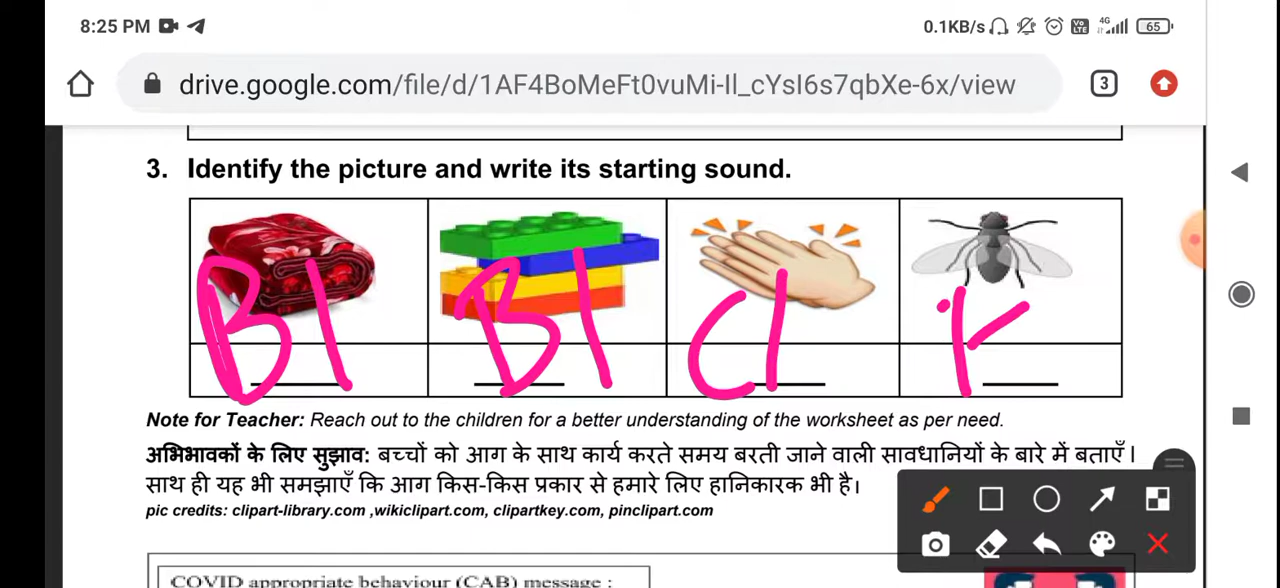 8:25 PM
0.1KB/s 4G Vo LTE 65
drive.google.com/file/d/1AF4BoMeFt0vuMi-Il_cYsI6s7qbXe-6x/view 3
3. Identify the picture and write its starting sound.
Bl Bl Cl
Note for Teacher: Reach out to the children for a better understanding of the worksheet as per need.
अभिभावकों के लिए सुझाव: बच्चों को आग के साथ कार्य करते समय बरती जाने वाली सावधानियों के बारे में बताएँ।
साथ ही यह भी समझाएँ कि आग किस-किस प्रकार से हमारे लिए हानिकारक भी है।
pic credits: clipart-library.com ,wikiclipart.com, clipartkey.com, pinclipart.com
COVID appropriate behaviour (CAB) message :